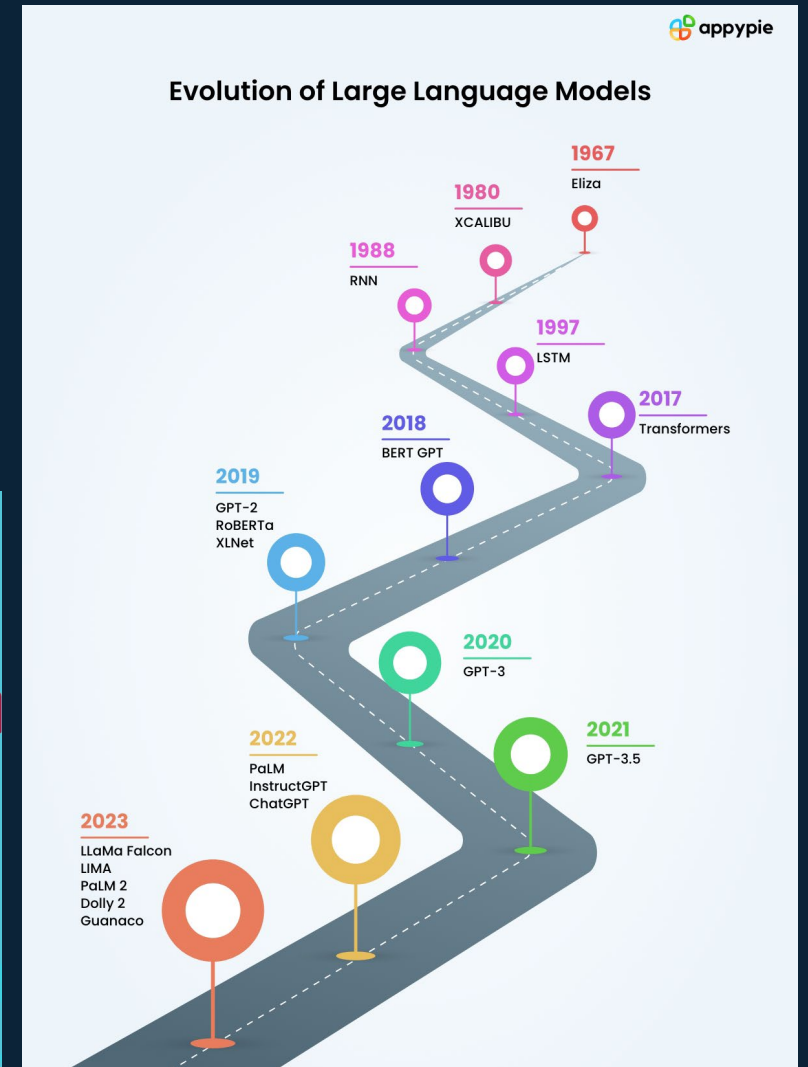 appypie
Evolution of Large Language Models
1967
Eliza
1980
XCALIBU
1988
RNN
1997
LSTM
2017
Transformers
2018
BERT GPT
2019
GPT-2
RoBERTa
XLNet
2020
GPT-3
2021
GPT-3.5
2022
PaLM
InstructGPT
ChatGPT
2023
LLaMa Falcon
LIMA
PaLM 2
Dolly 2
Guanaco